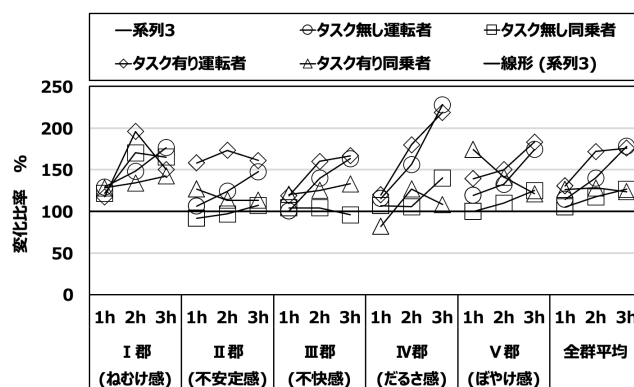 系列3 タスク無し運転者 タスク無し同乗者
タスク有り運転者 タスク有り同乗者 線形 (系列3)
変化比率 %
250
200
150
100
50
0
1h 2h 3h 1h 2h 3h 1h 2h 3h 1h 2h 3h 1h 2h 3h 1h 2h 3h
Ⅰ郡 Ⅱ郡 Ⅲ郡 Ⅳ郡 Ⅴ郡 全群平均
(ねむけ感) (不安定感) (不快感) (だるさ感) (ぼやけ感)